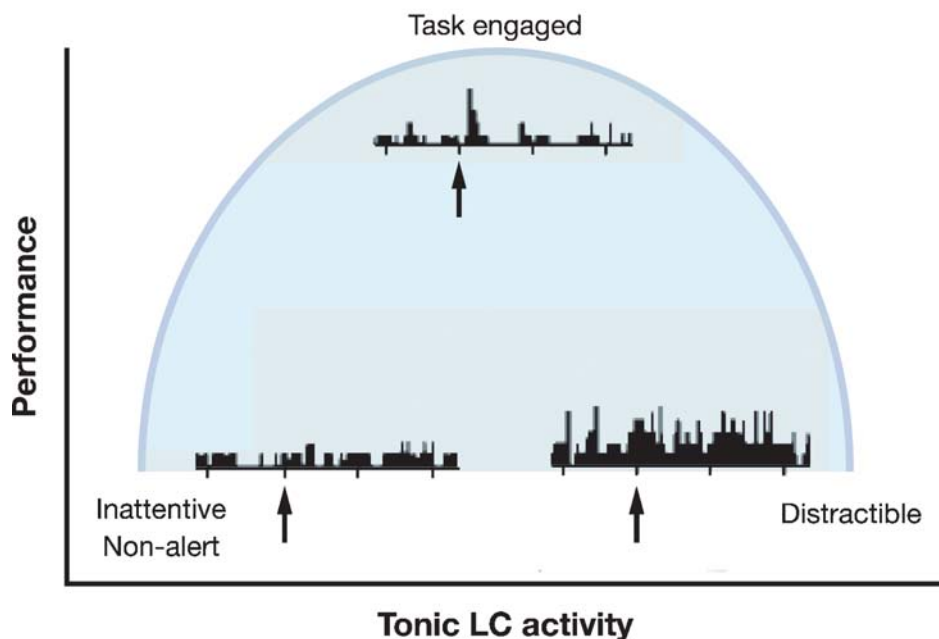 Task engaged
Performance
Inattentive
Non-alert
Distractible
Tonic LC activity